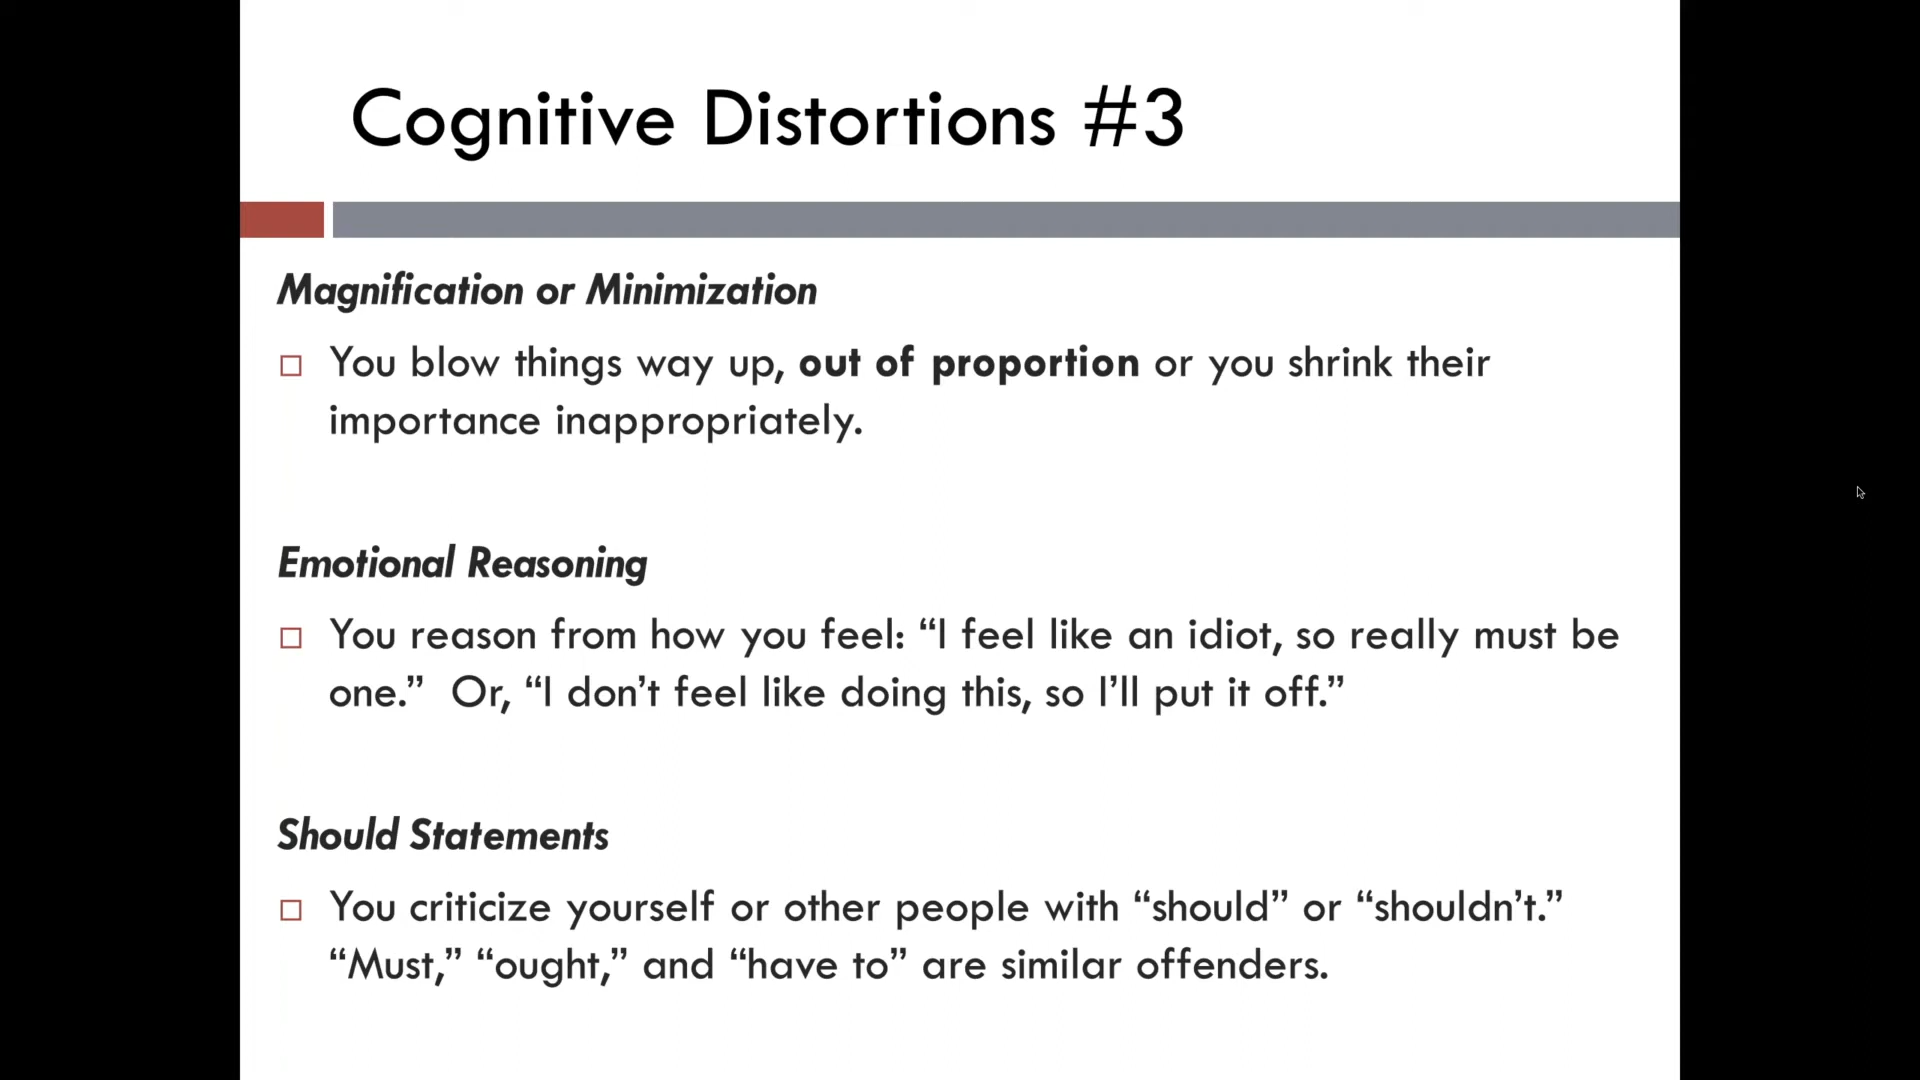 Cognitive Distortions #3
Magnification or Minimization
You blow things way up, out of proportion or you shrink their
importance inappropriately.
Emotional Reasoning
You reason from how you feel: “I feel like an idiot, so really must be
one.”  Or, “I don’t feel like doing this, so I’ll put it off.”
Should Statements
You criticize yourself or other people with “should” or “shouldn’t.”
“Must,” “ought,” and “have to” are similar offenders.